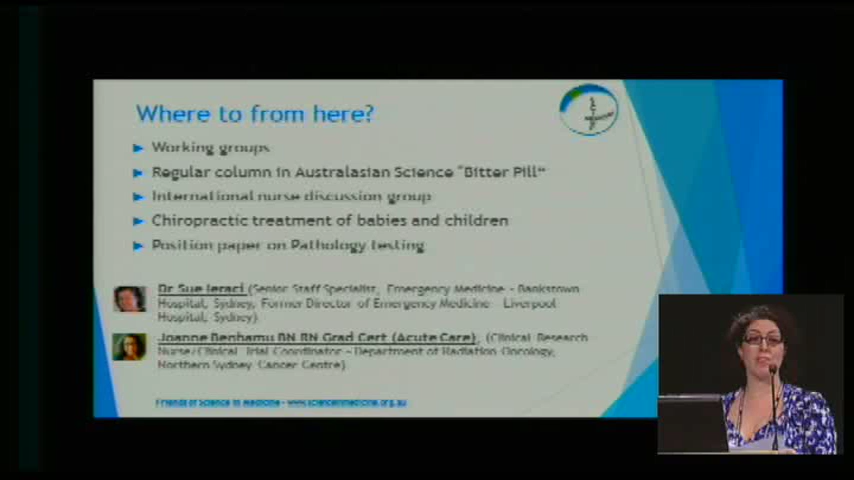 Where to from here?
Working groups
Regular column in Australasian Science "Bitter Pill"
International nurse discussion group
Chiropractic treatment of babies and children
Position paper on Pathology testing
Dr Sue Ieraci (Senior Staff Specialist, Emergency Medicine - Bankstown
Hospital, Sydney, Former Director of Emergency Medicine - Liverpool
Hospital, Sydney)
Joanne Benhamu BN RN Grad Cert (Acute Care), (Clinical Research
Nurse/Clinical Trial Coordinator - Department of Radiation Oncology,
Northern Sydney Cancer Centre)
Friends of Science in Medicine - www.scienceinmedicine.org.au